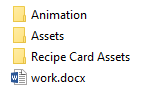 Animation
Assets
Recipe Card Assets
work.docx